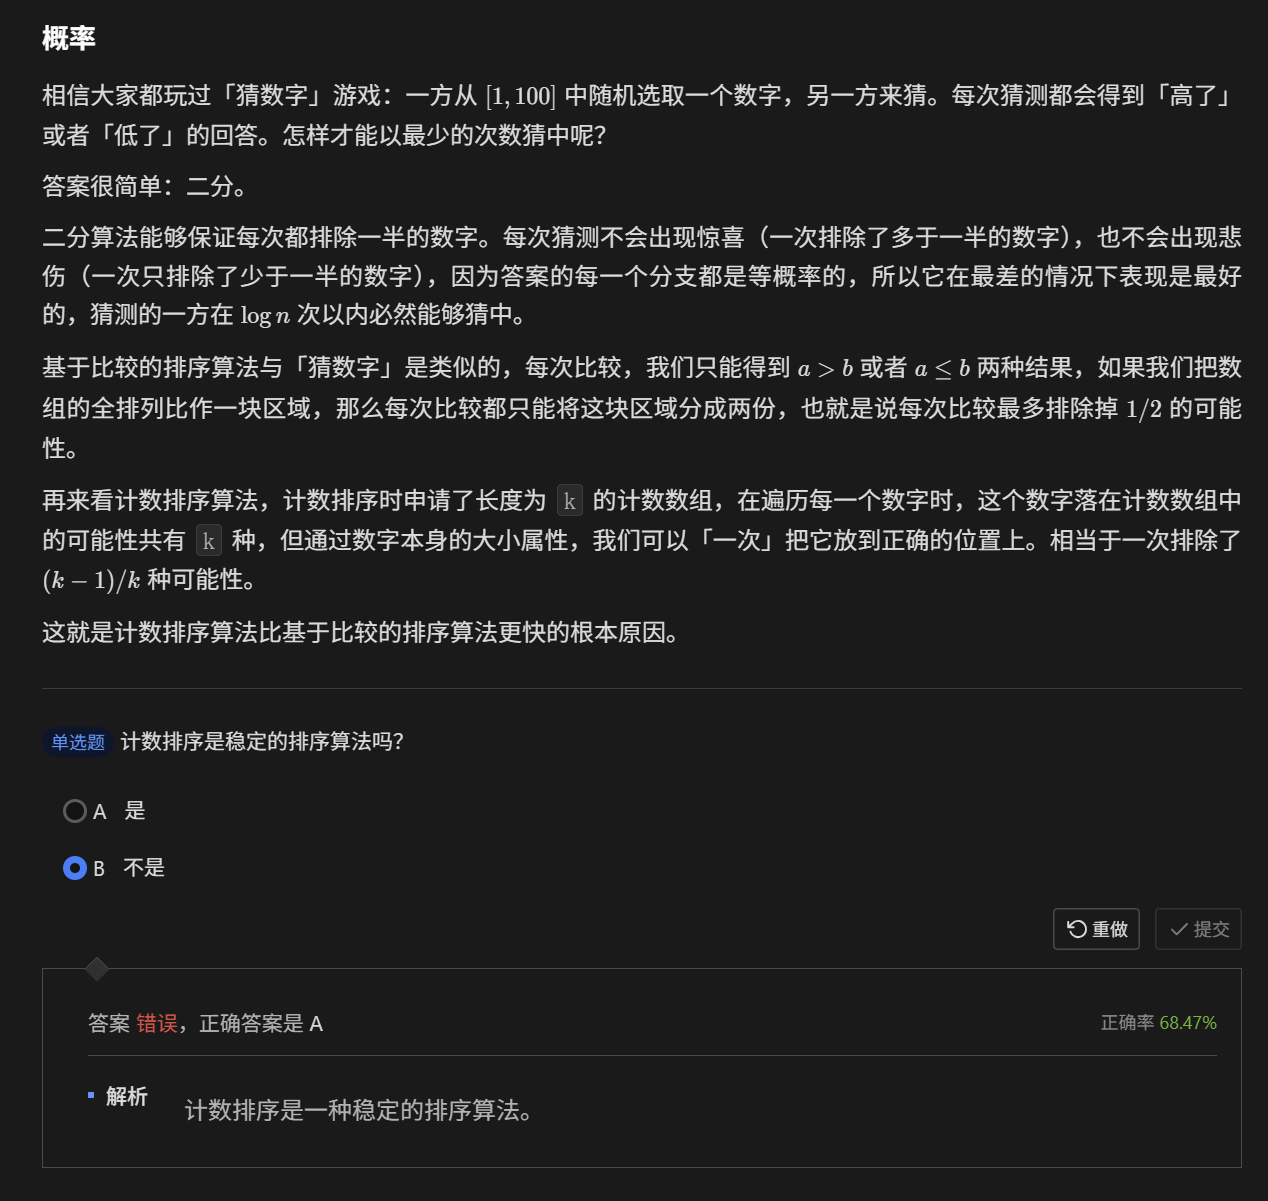 概率
相信大家都玩过「猜数字」游戏：一方从 [1, 100] 中随机选取一个数字，另一方来猜。每次猜测都会得到「高了」
或者「低了」的回答。怎样才能以最少的次数猜中呢？
答案很简单：二分。
二分算法能够保证每次都排除一半的数字。每次猜测不会出现惊喜（一次排除了多于一半的数字），也不会出现悲
伤（一次只排除了少于一半的数字），因为答案的每一个分支都是等概率的，所以它在最差的情况下表现是最好
的，猜测的一方在 log n 次以内必然能够猜中。
基于比较的排序算法与「猜数字」是类似的，每次比较，我们只能得到 a > b 或者 a ≤ b 两种结果，如果我们把数
组的全排列比作一块区域，那么每次比较都只能将这块区域分成两份，也就是说每次比较最多排除掉 1/2 的可能
性。
再来看计数排序算法，计数排序时申请了长度为 k 的计数数组，在遍历每一个数字时，这个数字落在计数数组中
的可能性共有 k 种，但通过数字本身的大小属性，我们可以「一次」把它放到正确的位置上。相当于一次排除了
(k − 1)/k 种可能性。
这就是计数排序算法比基于比较的排序算法更快的根本原因。
单选题 计数排序是稳定的排序算法吗？
A 是
B 不是
重做 提交
答案 错误，正确答案是 A 正确率 68.47%
解析
计数排序是一种稳定的排序算法。